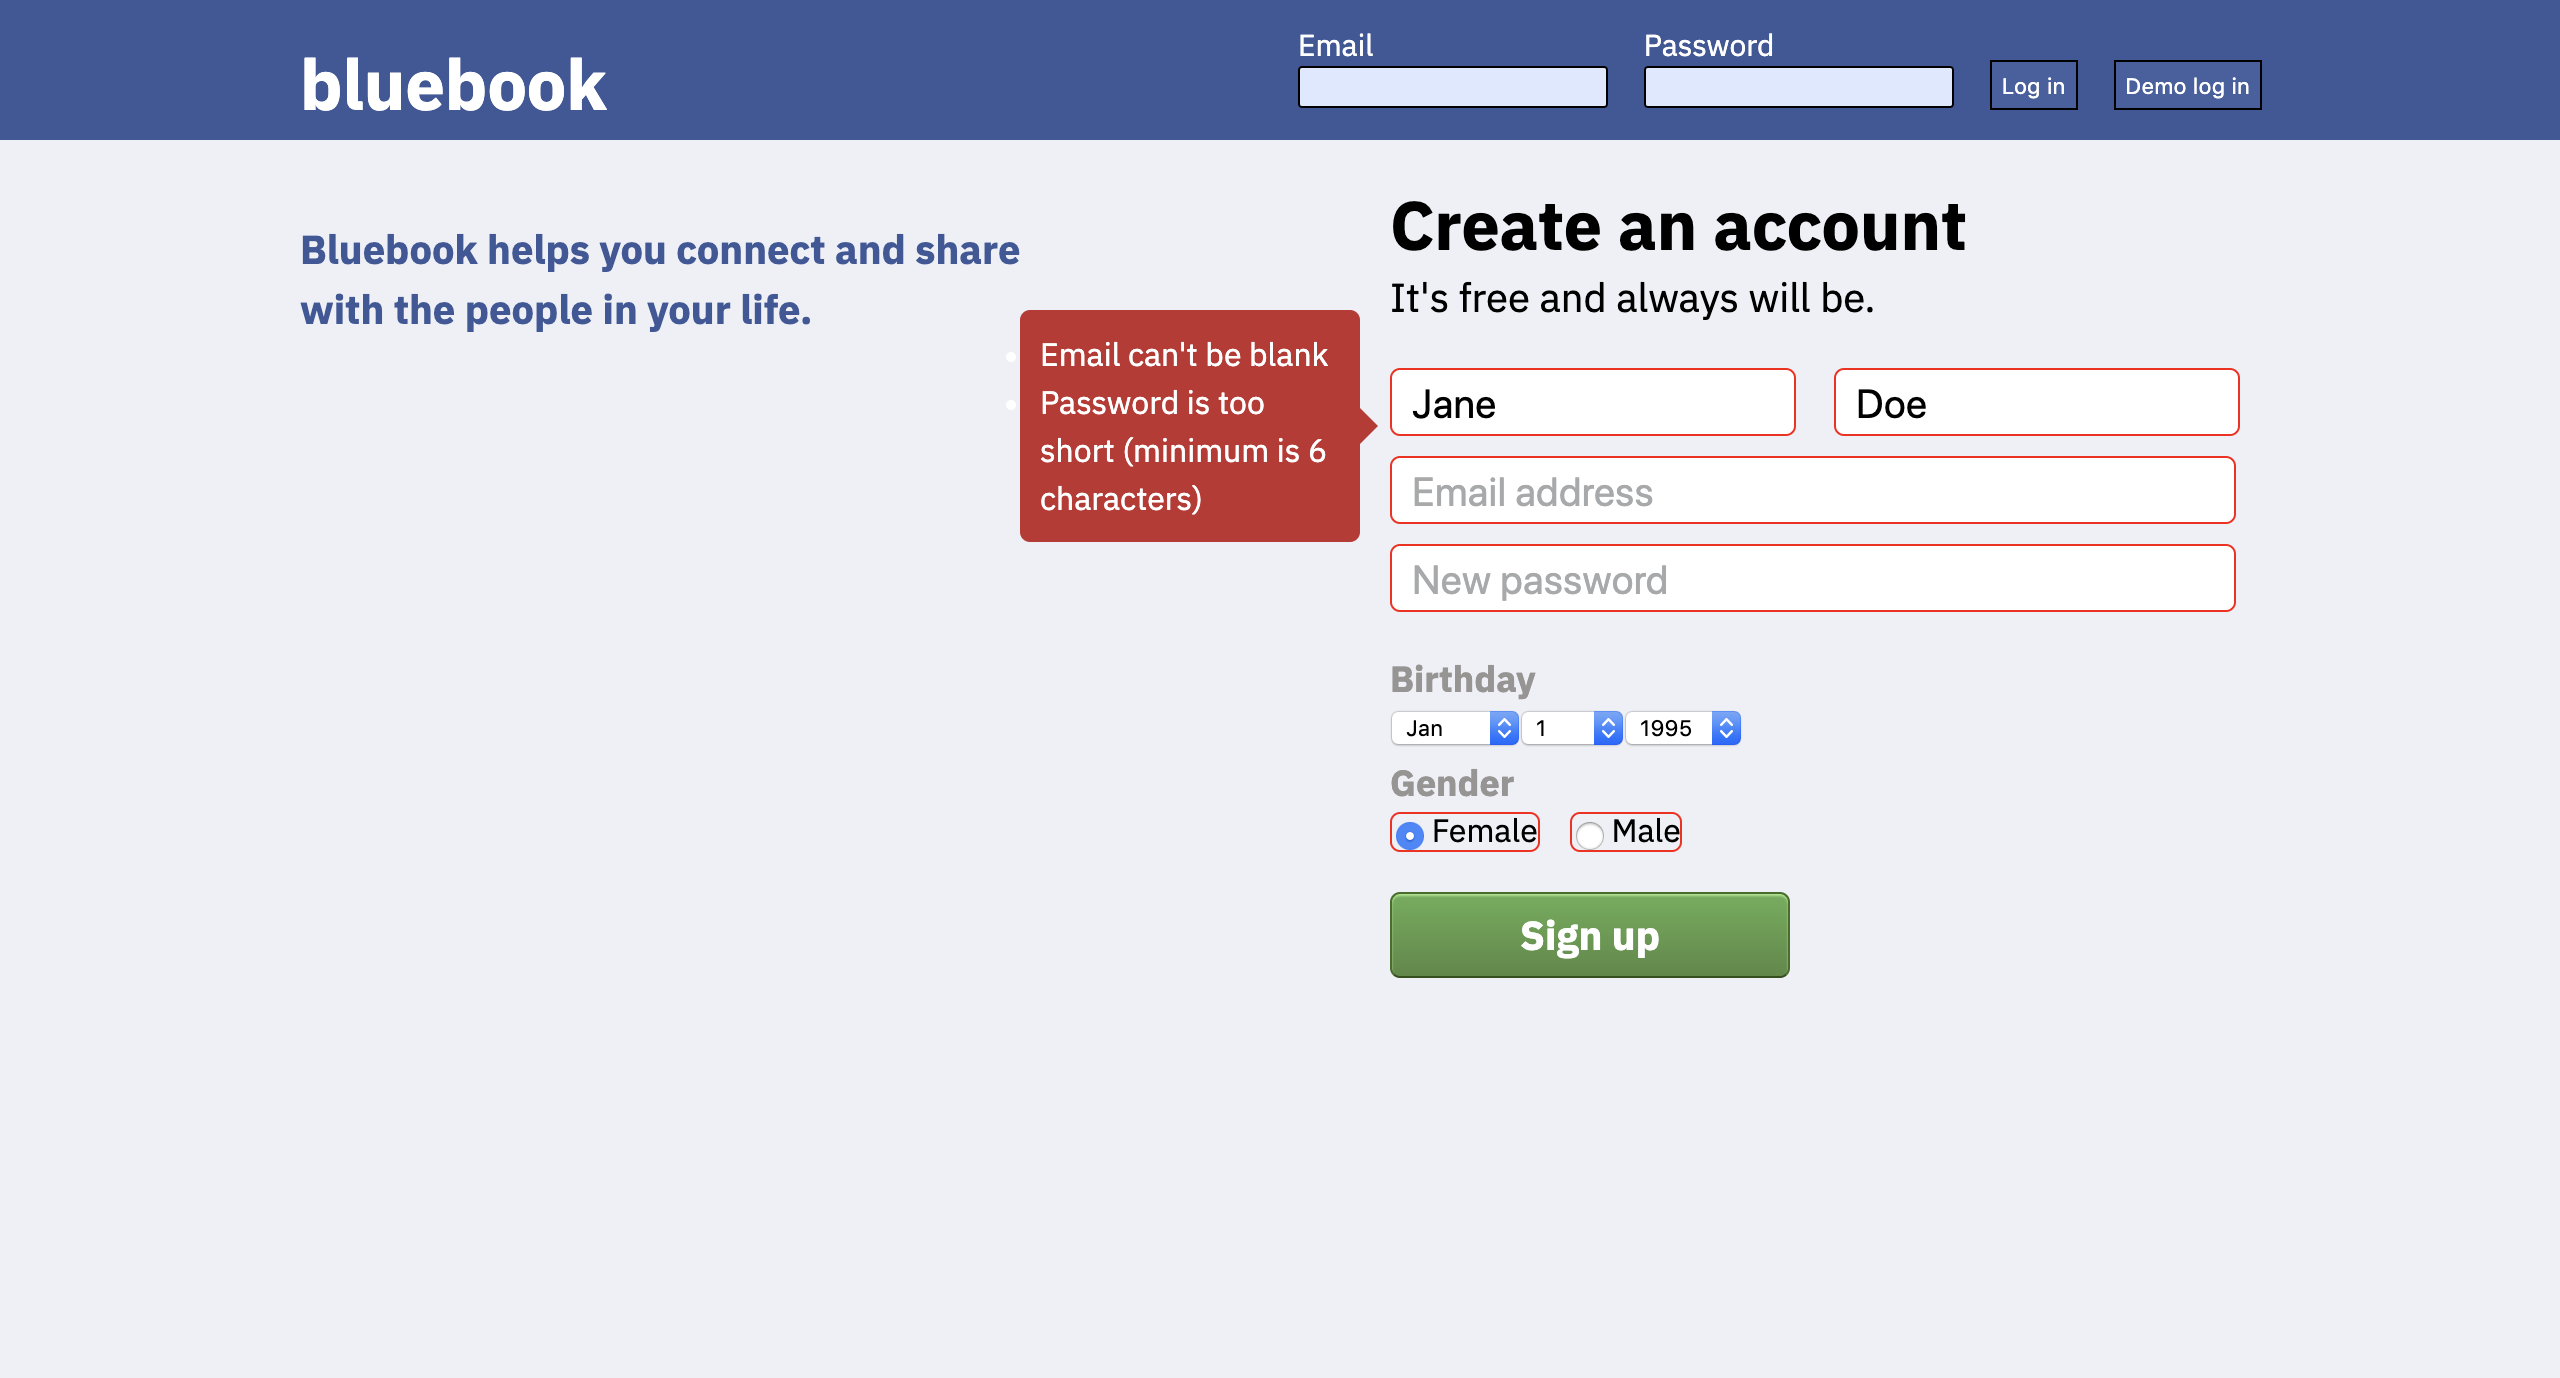 bluebook
Email
Password
Log in
Demo log in
Bluebook helps you connect and share
with the people in your life.
Create an account
It's free and always will be.
Email can't be blank
Password is too
short (minimum is 6
characters)
Jane
Doe
Email address
New password
Birthday
Jan
1
1995
Gender
Female
Male
Sign up